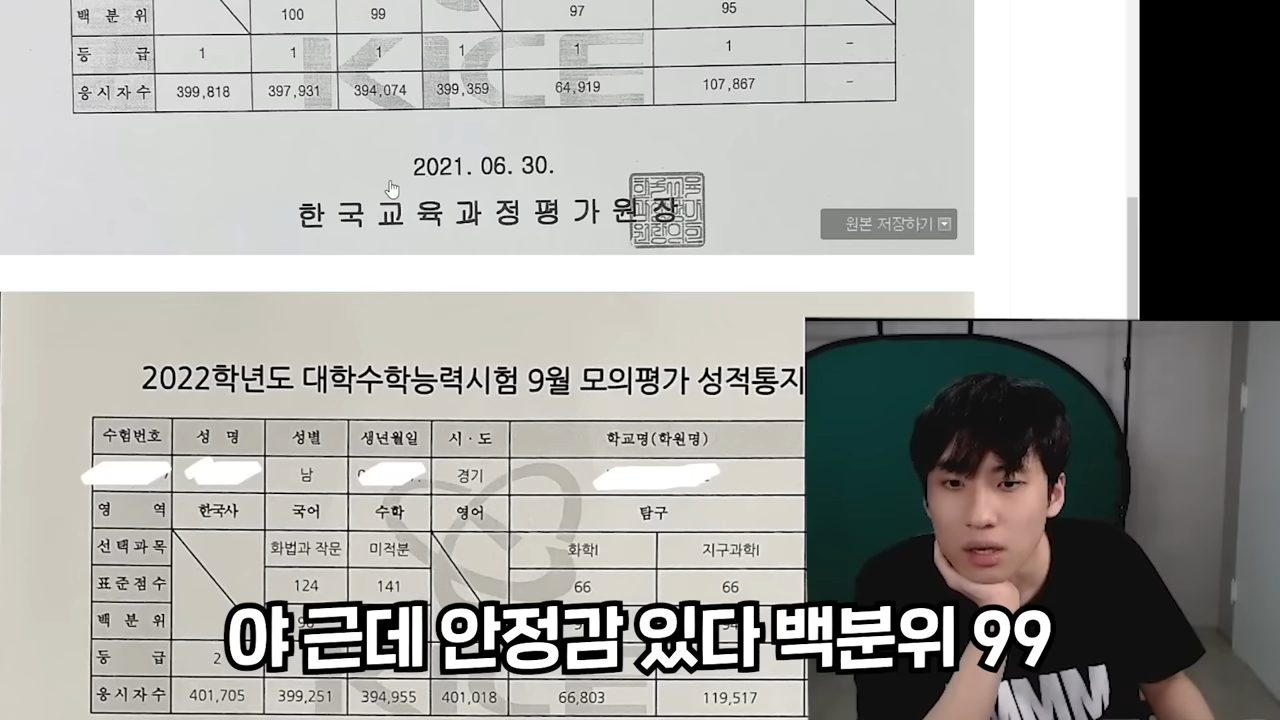 백 분 위 100 99 97 95
등 급 1 1 1 1 1 1 -
응 시 자 수 399,818 397,931 394,074 399,359 64,919 107,867 -
KICE
2021. 06. 30.
한 국 교 육 과 정 평 가 원 장
원본 저장하기
2022학년도 대학수학능력시험 9월 모의평가 성적통지
수험번호 성 명 성별 생년월일 시 · 도 학교명(학원명)
남 경기
영 역 한국사 국어 수학 영어 탐구
선택과목 화법과 작문 미적분 화학I 지구과학I
표준점수 124 141 66 66
백 분 위
야 근데 안정감 있다 백분위 99
등 급 2
응시자수 401,705 399,251 394,955 401,018 66,803 119,517
MMM